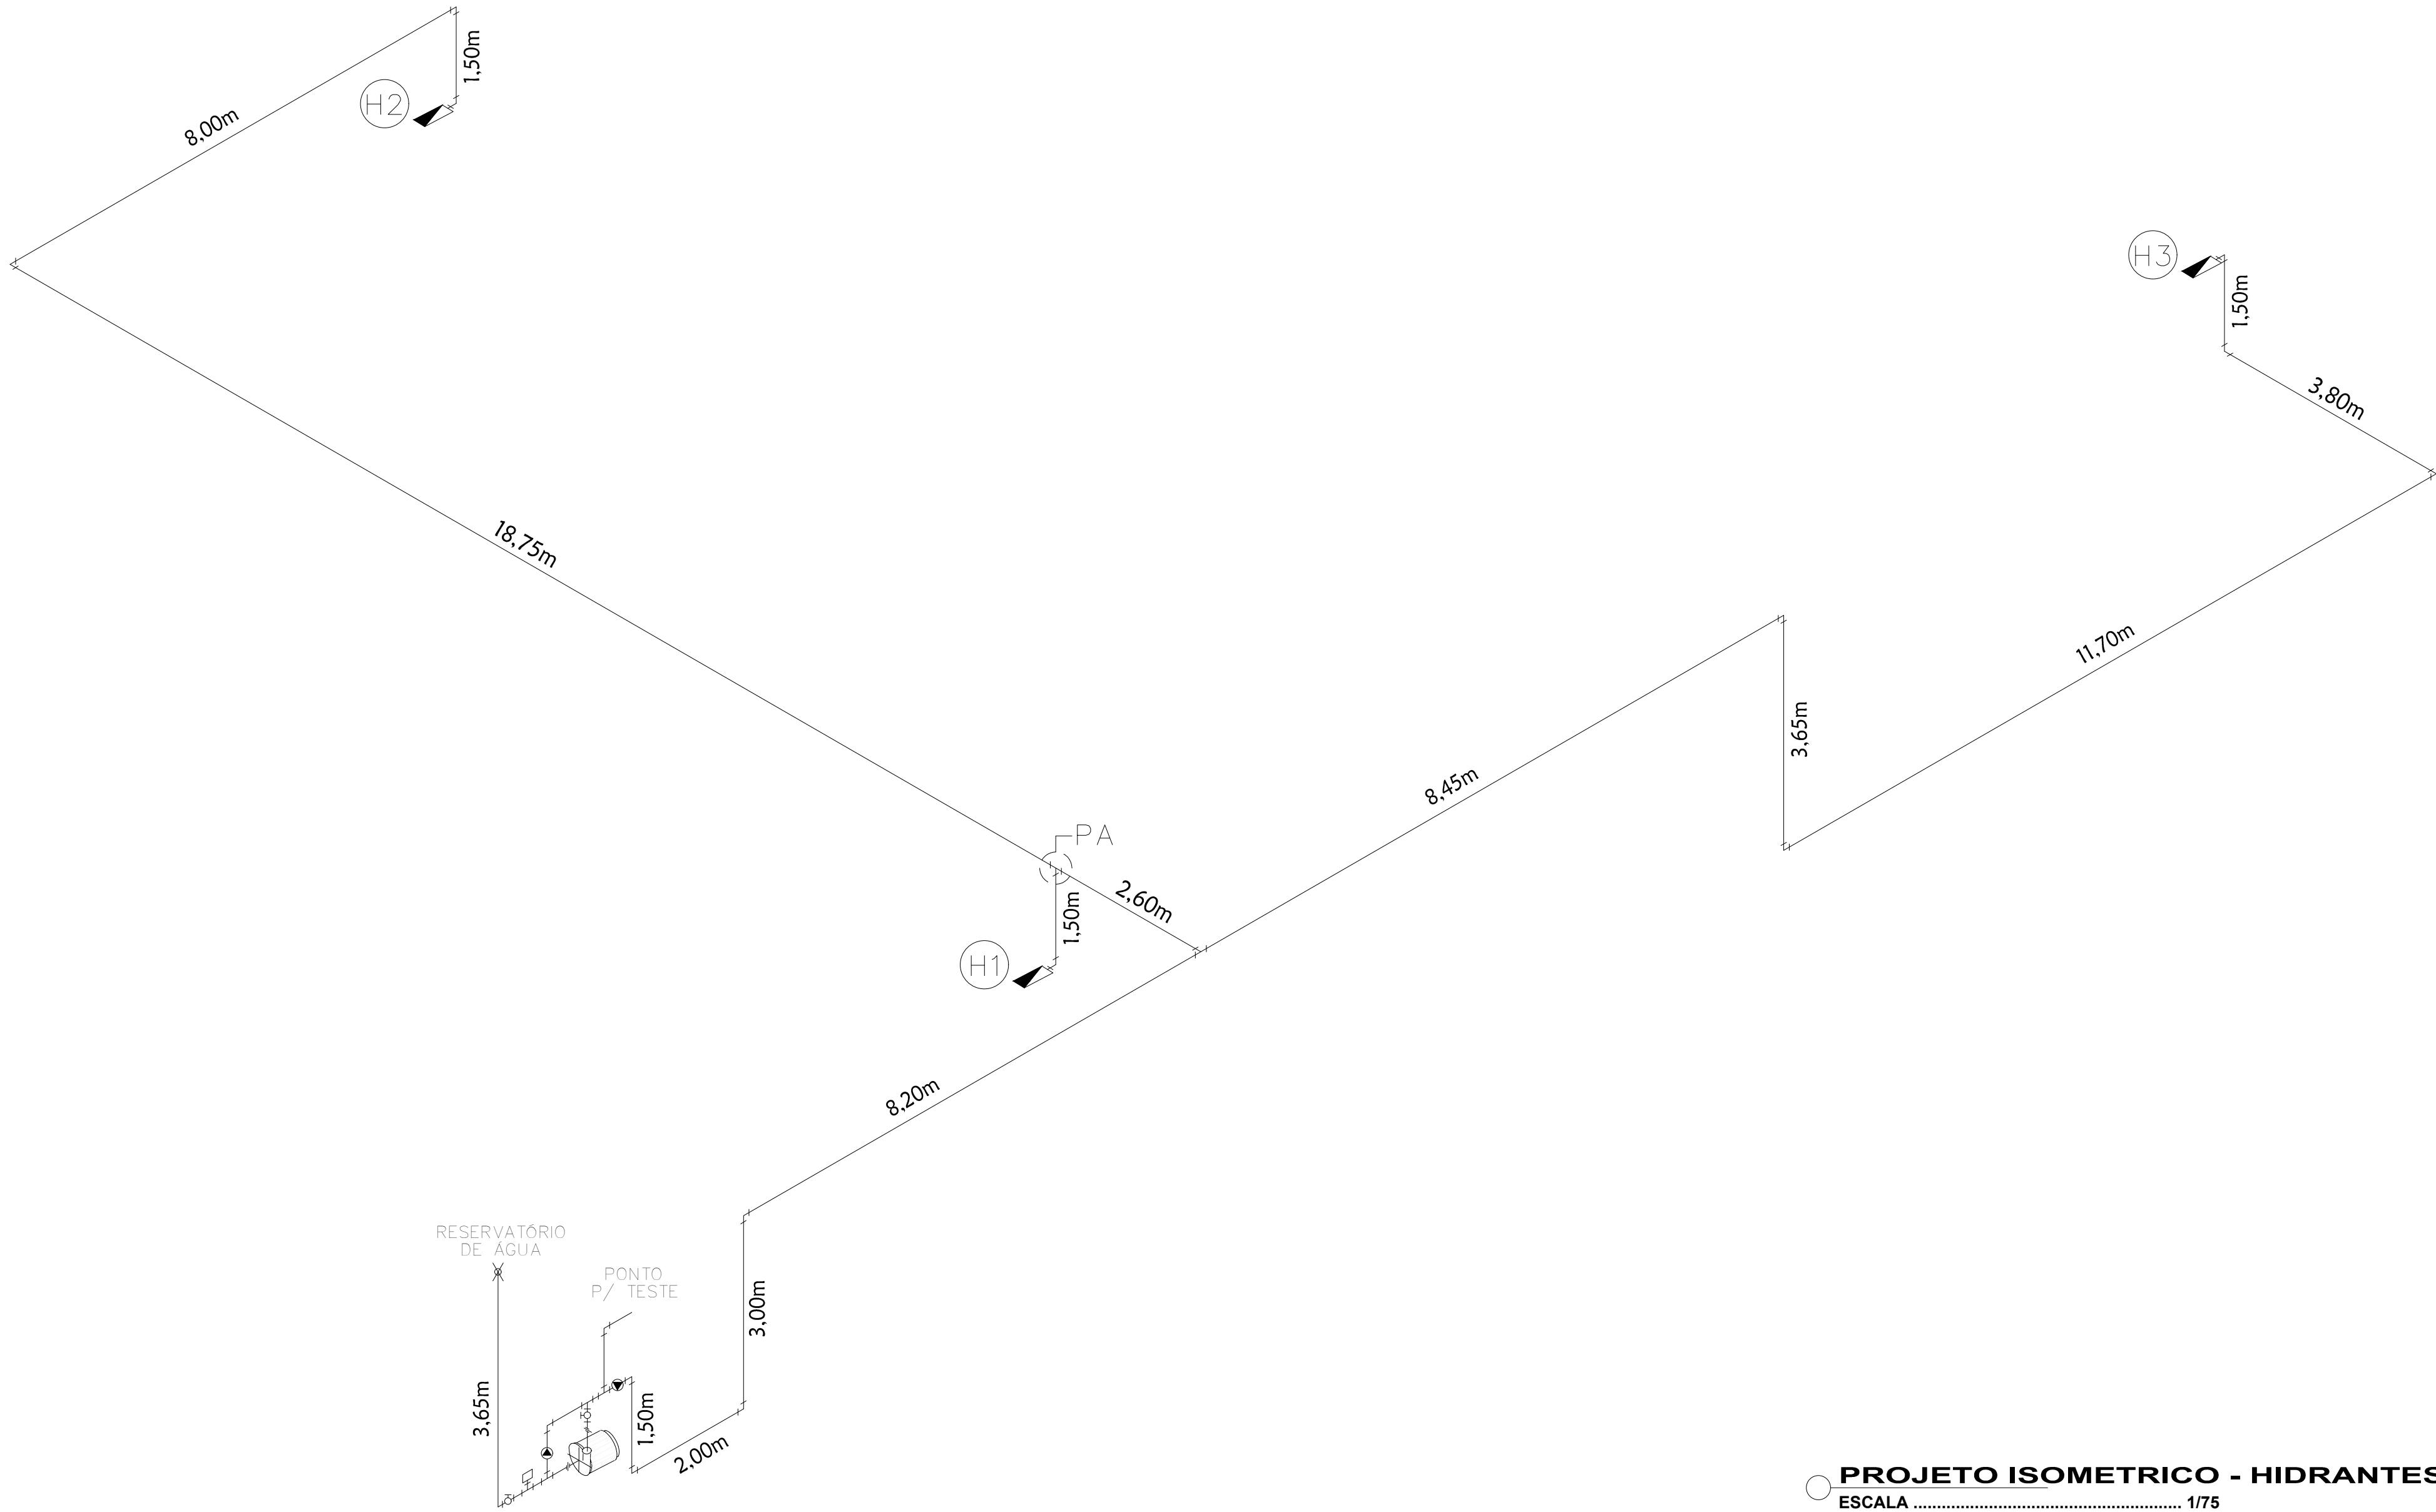 1,50m
H2
8,00m
H3
1,50m
3,80m
18,75m
11,70m
3,65m
8,45m
PA
2,60m
1,50m
H1
8,20m
RESERVATÓRIO
DE ÁGUA
PONTO
P/ TESTE
3,00m
3,65m
1,50m
2,00m
PROJETO ISOMETRICO - HIDRANTES
ESCALA ......................................................... 1/75